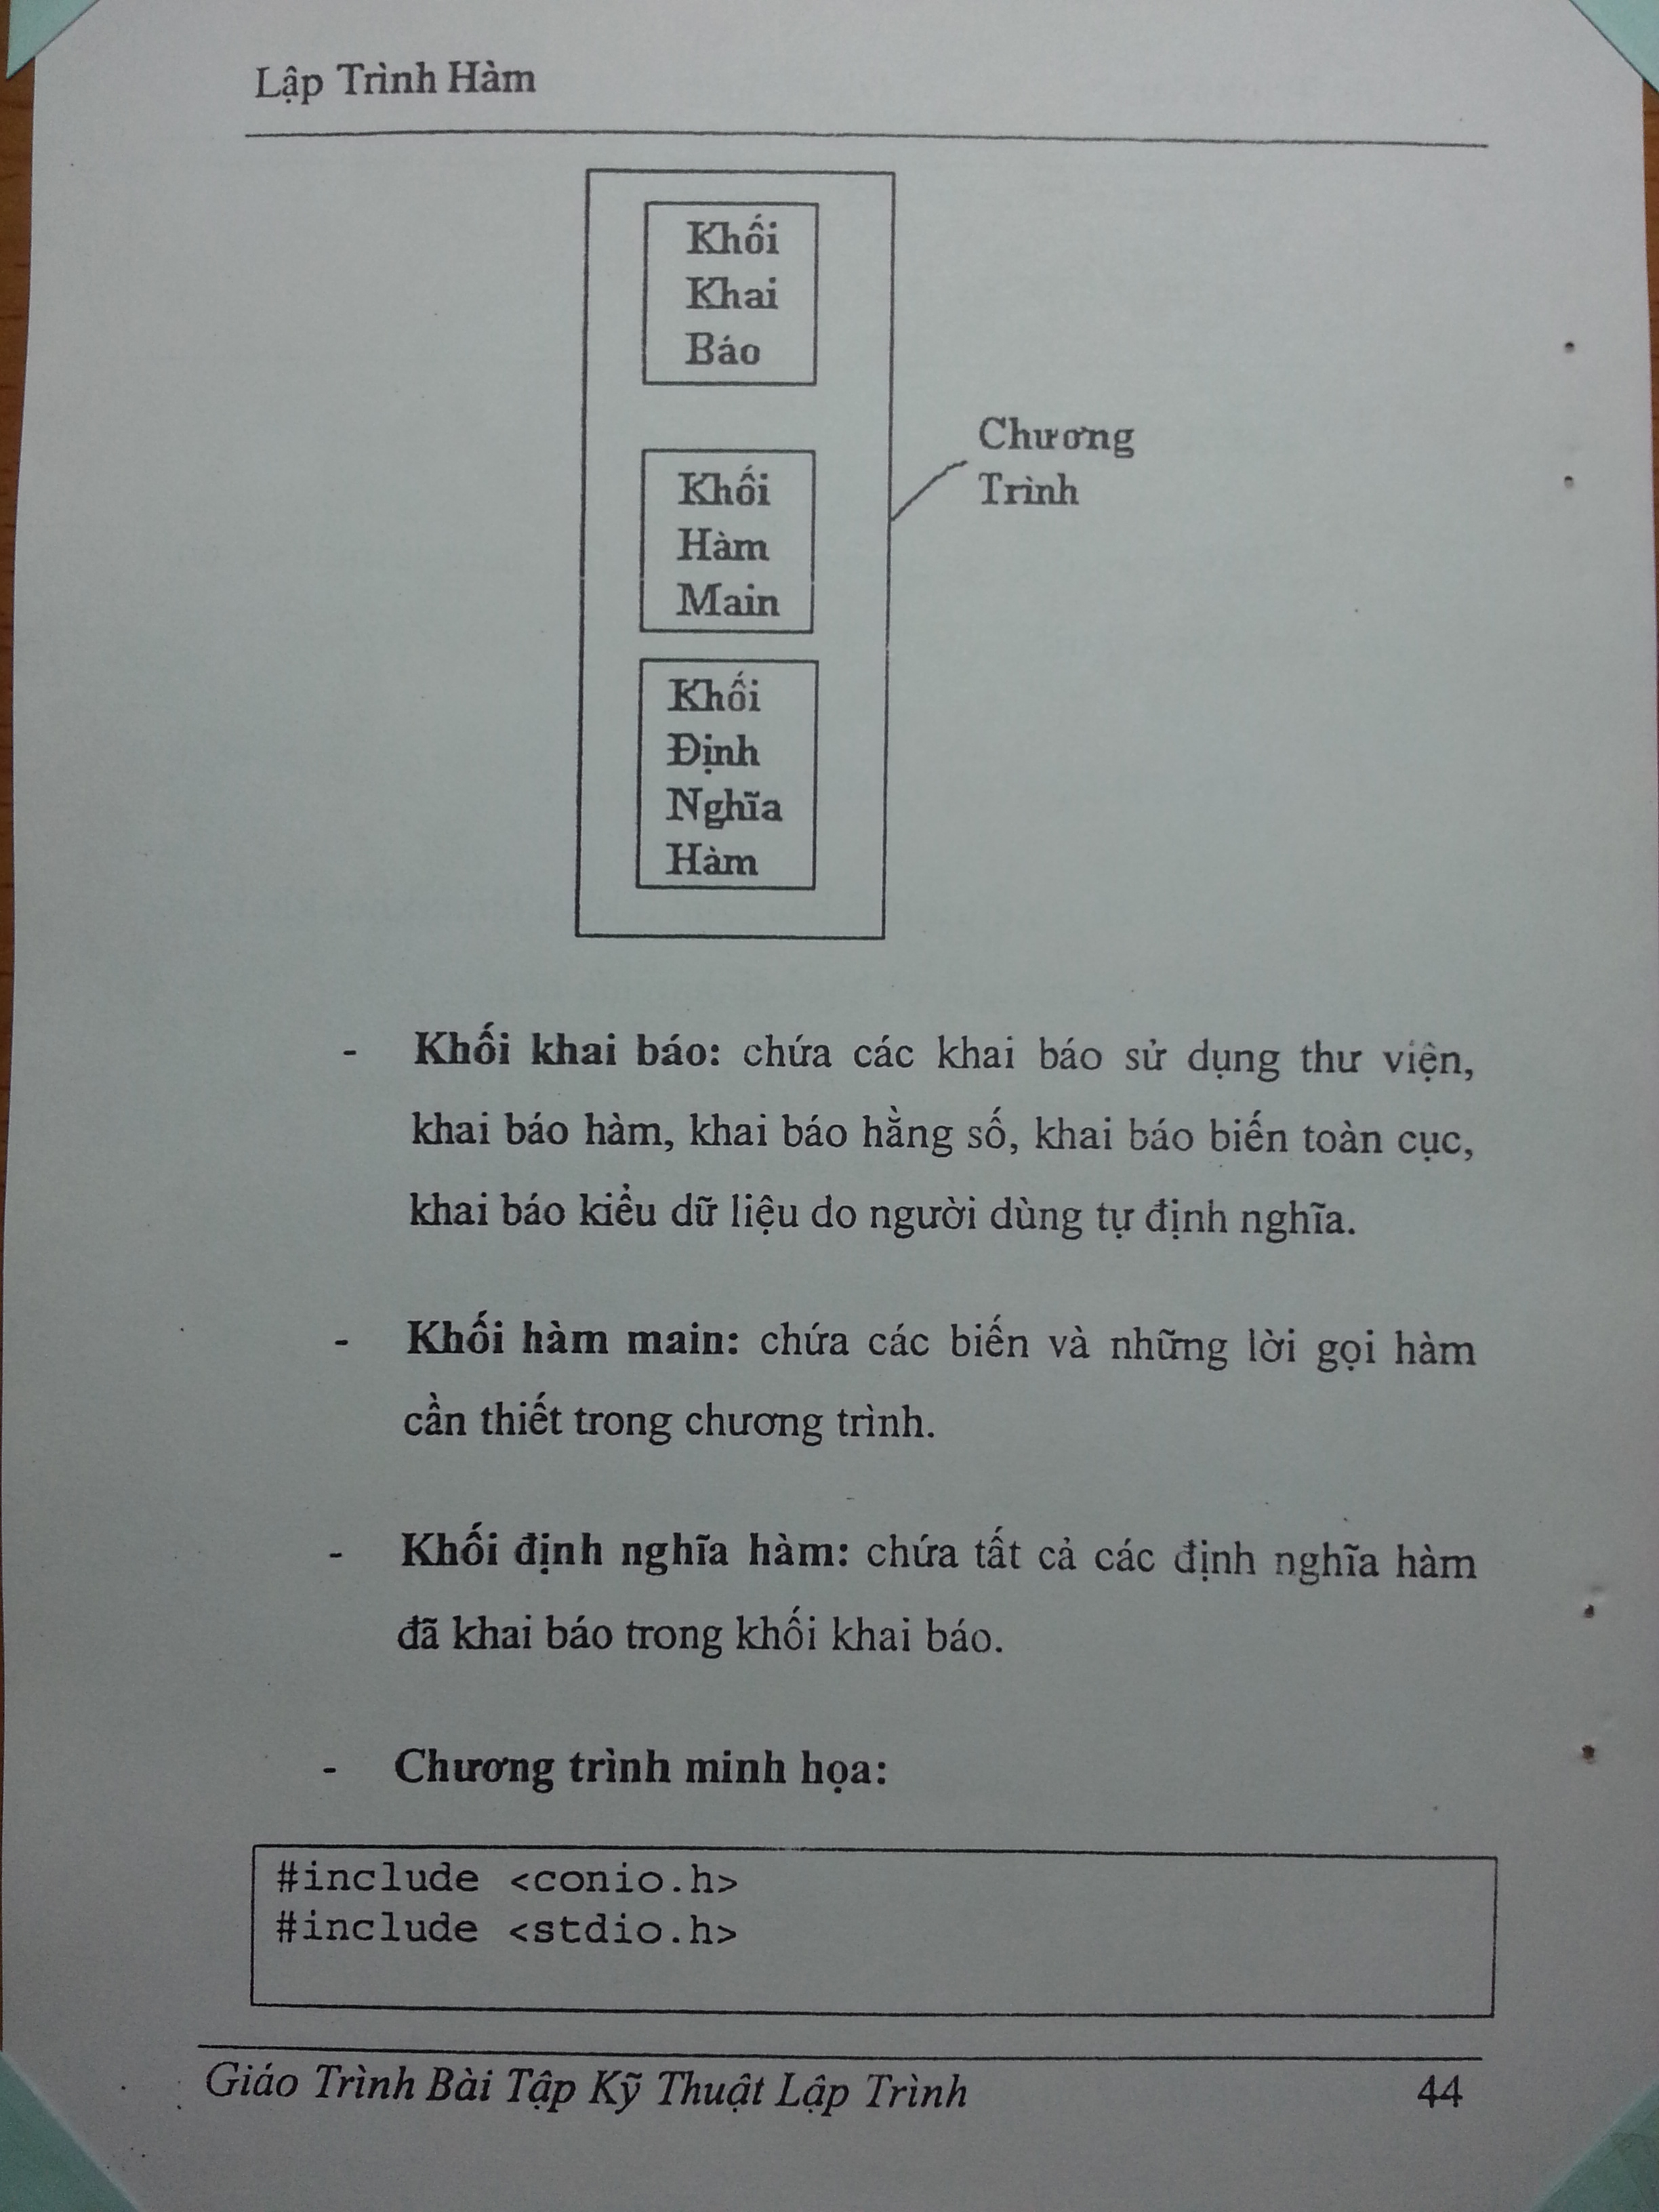 Lập Trình Hàm
Khối
Khai
Báo
Chương
Trình
Khối
Hàm
Main
Khối
Định
Nghĩa
Hàm
- Khối khai báo: chứa các khai báo sử dụng thư viện,
khai báo hàm, khai báo hằng số, khai báo biến toàn cục,
khai báo kiểu dữ liệu do người dùng tự định nghĩa.
- Khối hàm main: chứa các biến và những lời gọi hàm
cần thiết trong chương trình.
- Khối định nghĩa hàm: chứa tất cả các định nghĩa hàm
đã khai báo trong khối khai báo.
- Chương trình minh họa:
#include <conio.h>
#include <stdio.h>
Giáo Trình Bài Tập Kỹ Thuật Lập Trình 44